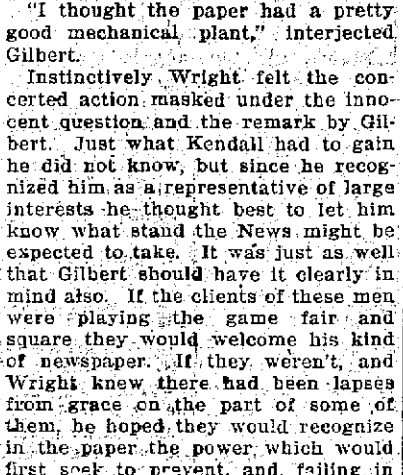 "I thought the paper had a pretty
good mechanical plant," interjected
Gilbert.
Instinctively Wright felt the con-
certed action masked under the inno-
cent question and the remark by Gil-
bert. Just what Kendall had to gain
he did not know, but since he recog-
nized him as a representative of large
interests he thought best to let him
know what stand the News might be
expected to take. It was just as well
that Gilbert should have it clearly in
mind also. If the clients of these men
were playing the game fair and
square they would welcome his kind
of newspaper. If they weren't, and
Wright knew there had been lapses
from grace on the part of some of
them, he hoped they would recognize
in the paper the power which would
first seek to prevent, and, failing in